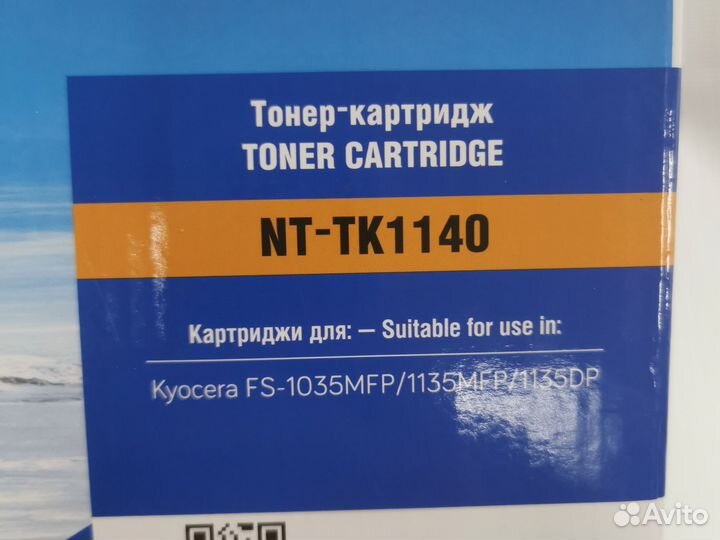 Тонер-картридж
TONER CARTRIDGE
NT-TK1140
Картриджи для: — Suitable for use in:
Kyocera FS-1035MFP/1135MFP/1135DP
Avito